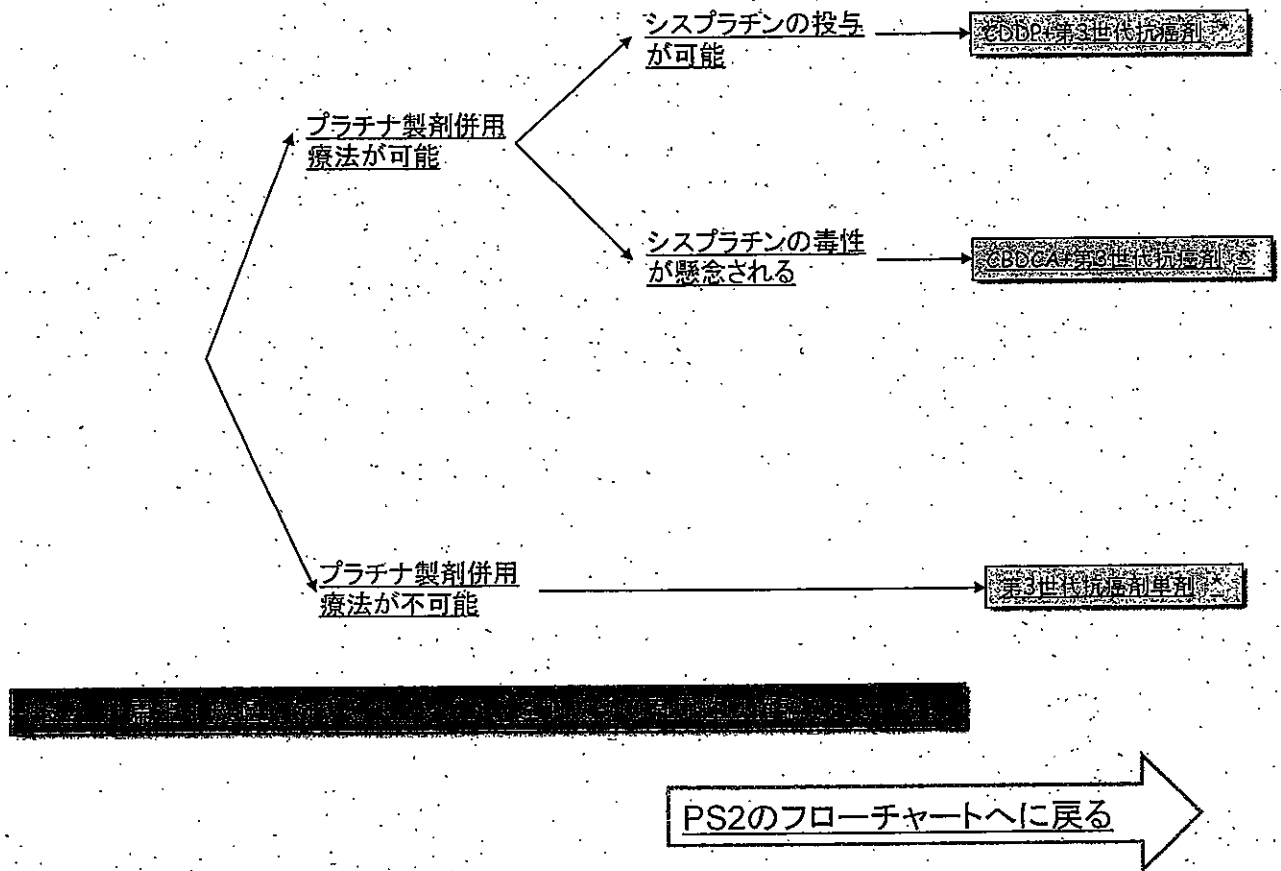 シスプラチンの投与
が可能
CDDP+第3世代抗癌剤 *
プラチナ製剤併用
療法が可能
シスプラチンの毒性
が懸念される
CBDCA+第3世代抗癌剤 *
プラチナ製剤併用
療法が不可能
第3世代抗癌剤単剤 *
PS2のフローチャートへに戻る